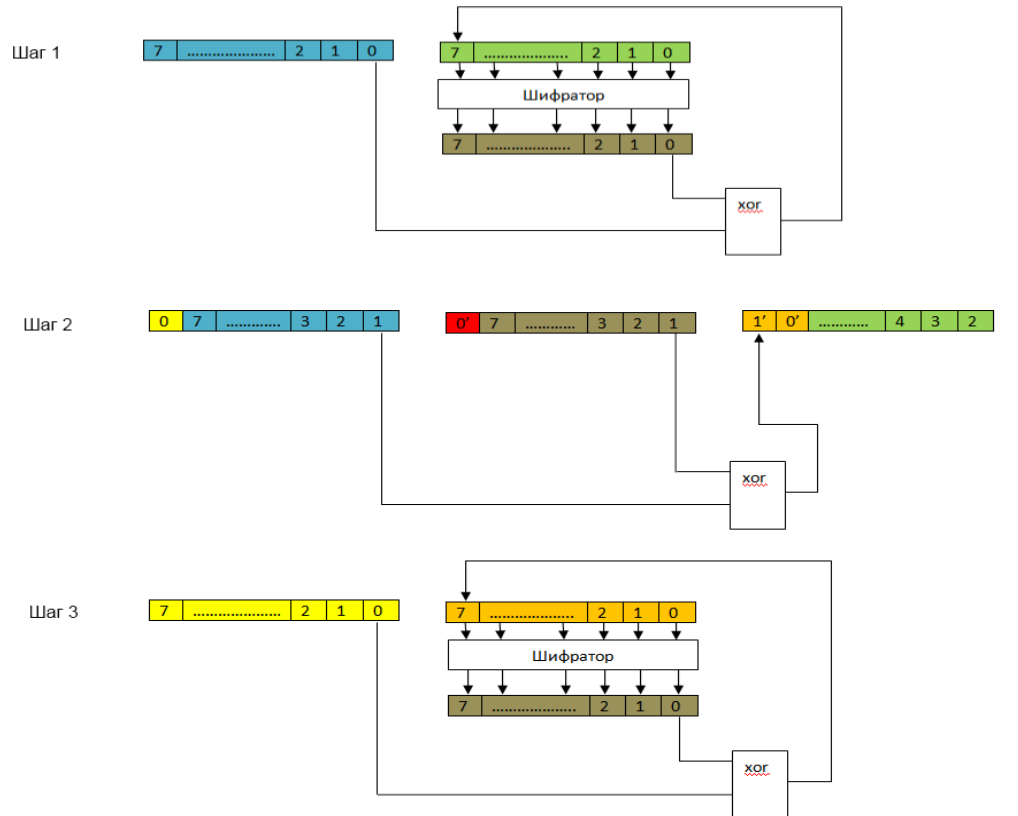 Шаг 1
7 ..................... 2 1 0
7 .................... 2 1 0
Шифратор
7 .................... 2 1 0
xor
Шаг 2
0 7 ............. 3 2 1
0’ 7 ............ 3 2 1
1’ 0’ ............ 4 3 2
xor
Шаг 3
7 ..................... 2 1 0
7 .................... 2 1 0
Шифратор
7 .................... 2 1 0
xor